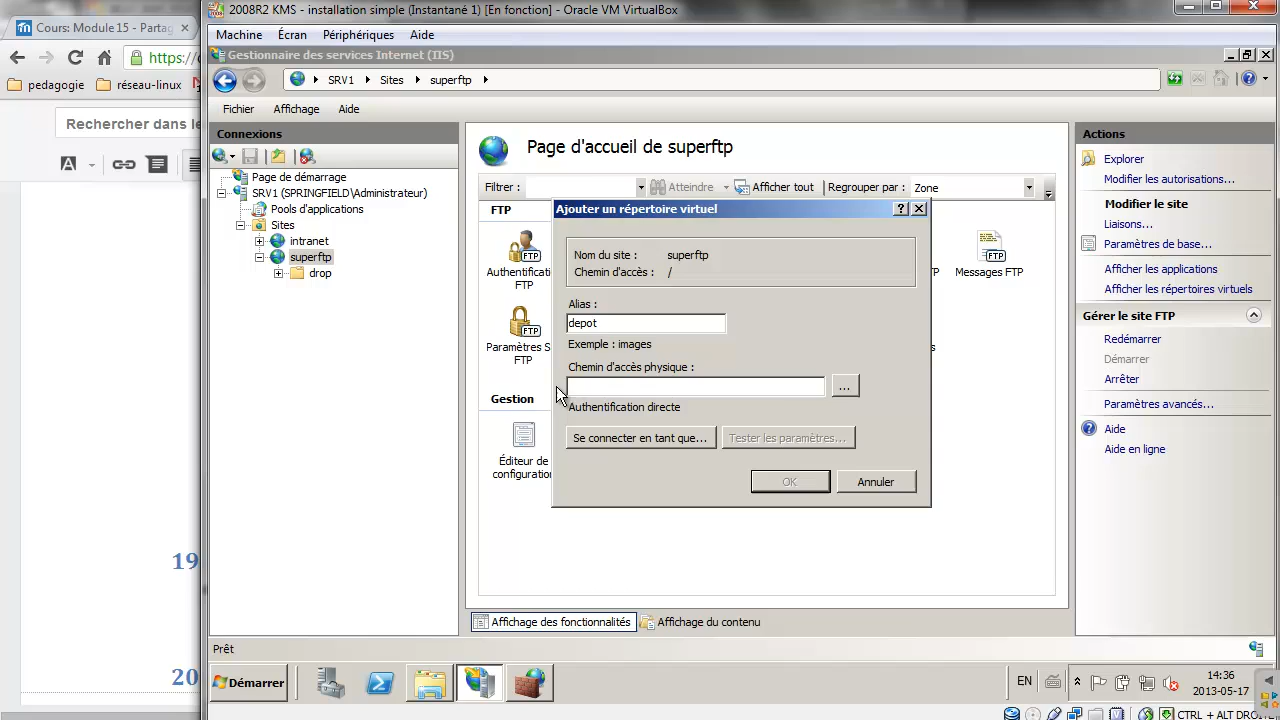 Cours: Module 15 - Partag
https://c
pedagogie
réseau-linux
Rechercher dans le
19
20
2008R2 KMS - installation simple (Instantané 1) [En fonction] - Oracle VM VirtualBox
Machine Écran Périphériques Aide
Gestionnaire des services Internet (IIS)
SRV1 Sites superftp
Fichier Affichage Aide
Connexions
Page de démarrage
SRV1 (SPRINGFIELD\Administrateur)
Pools d'applications
Sites
intranet
superftp
drop
Page d'accueil de superftp
Filtrer : Atteindre Afficher tout Regrouper par : Zone
FTP
Authentificati
FTP
Messages FTP
Paramètres S
FTP
Gestion
Éditeur de
configuration
Ajouter un répertoire virtuel
Nom du site : superftp
Chemin d'accès : /
Alias :
depot
Exemple : images
Chemin d'accès physique :
...
Authentification directe
Se connecter en tant que... Tester les paramètres...
OK Annuler
Affichage des fonctionnalités Affichage du contenu
Actions
Explorer
Modifier les autorisations...
Modifier le site
Liaisons...
Paramètres de base...
Afficher les applications
Afficher les répertoires virtuels
Gérer le site FTP
Redémarrer
Démarrer
Arrêter
Paramètres avancés...
Aide
Aide en ligne
Prêt
Démarrer
EN
14:36
2013-05-17
CTRL + ALT DRO